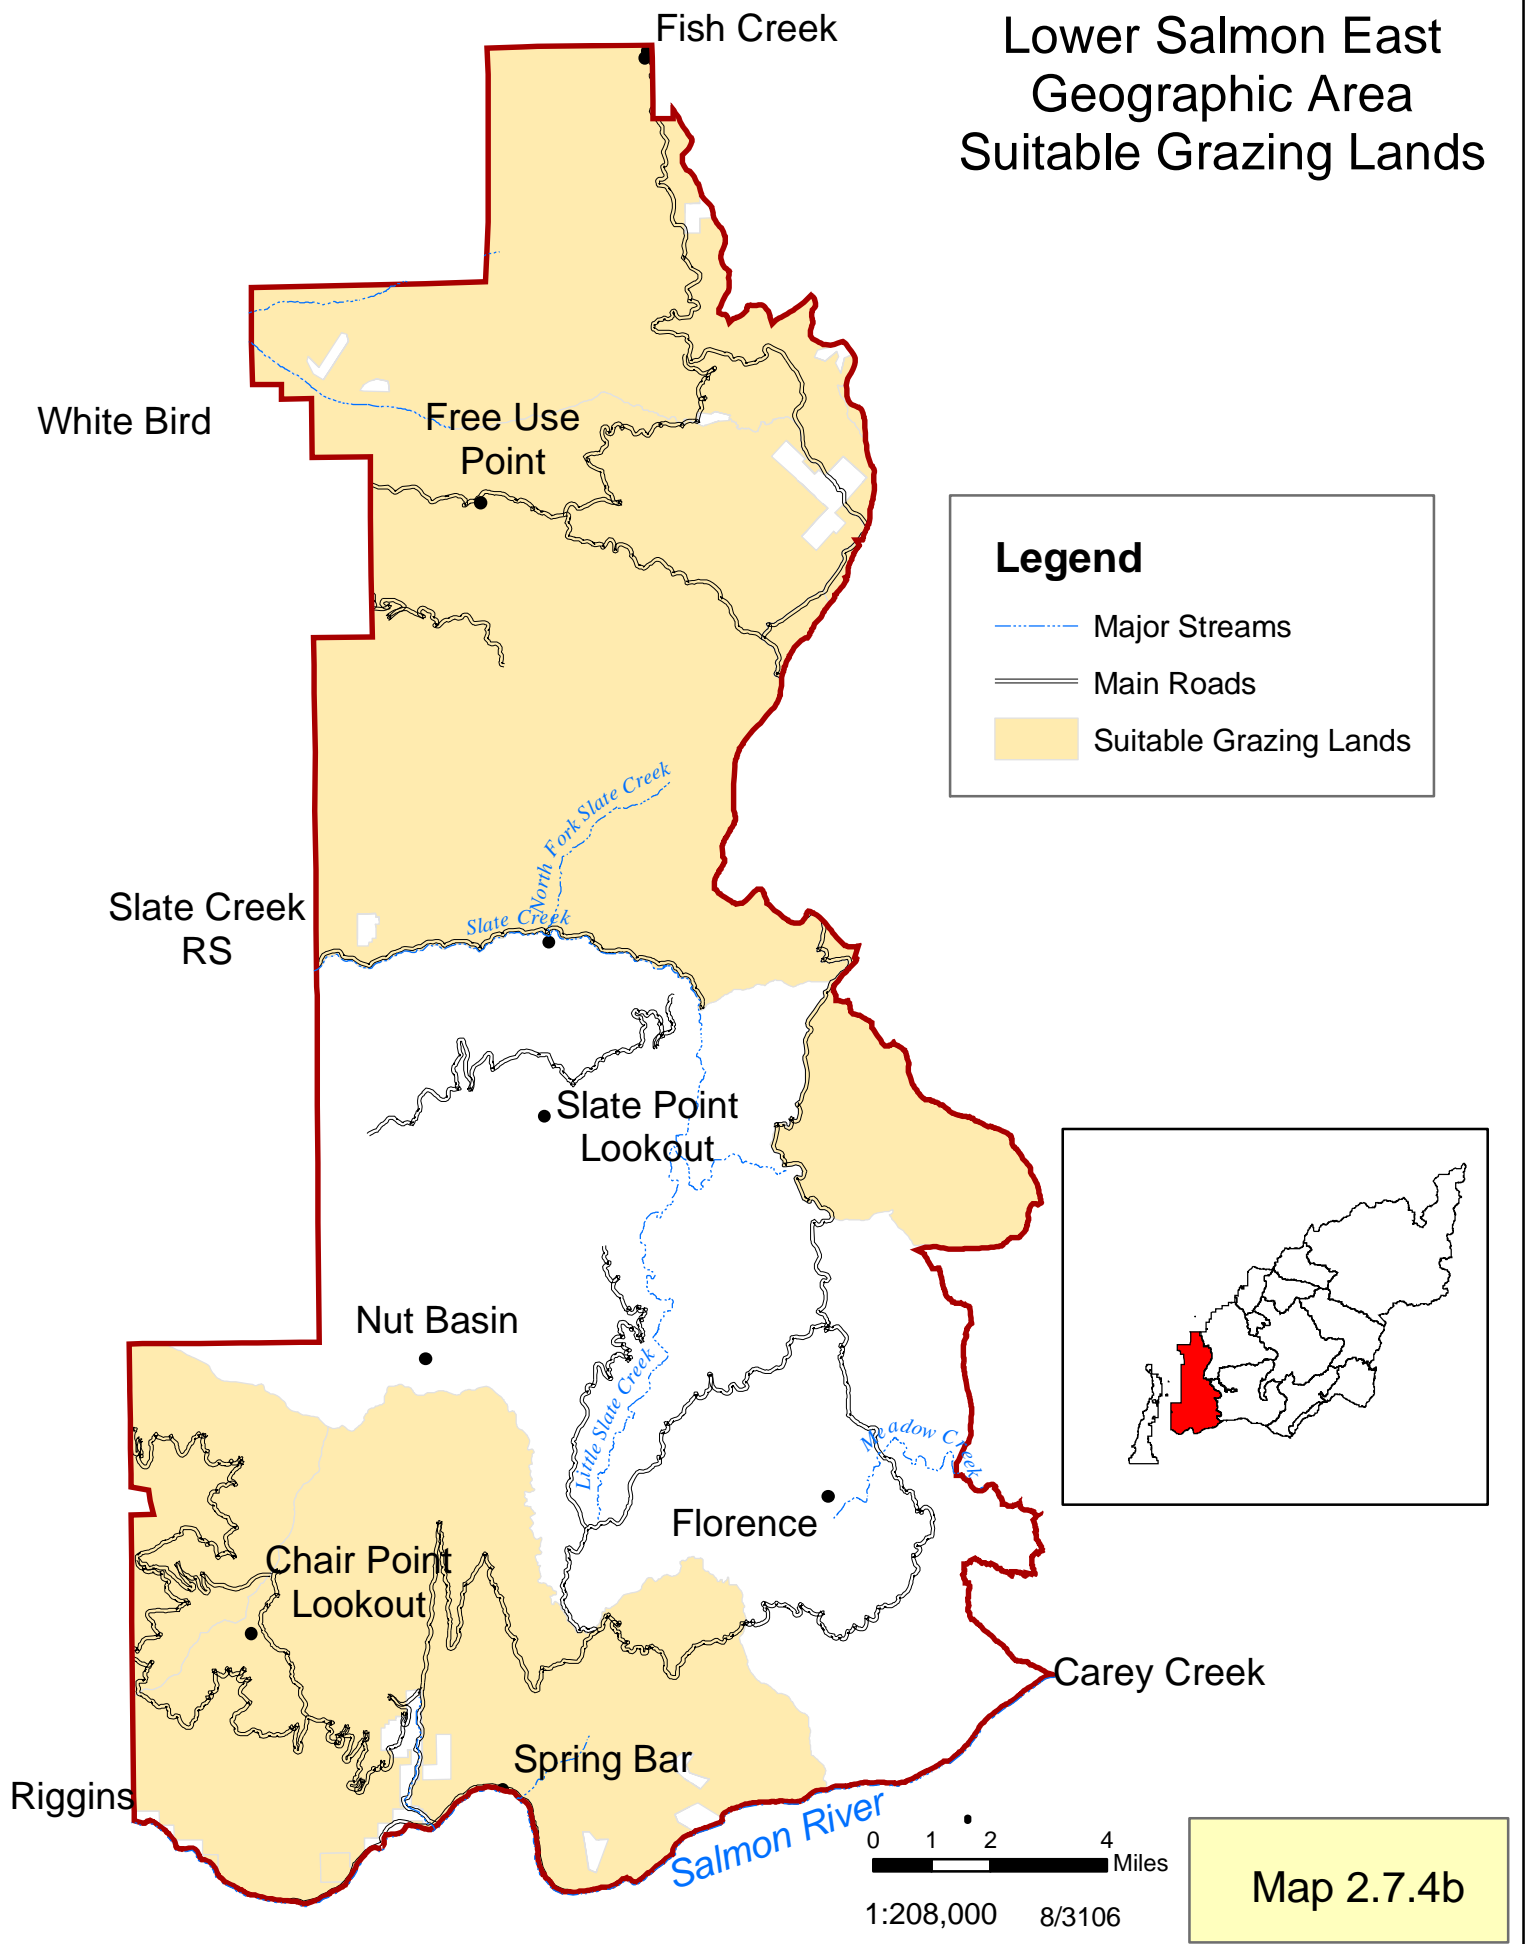 Lower Salmon East
Geographic Area
Suitable Grazing Lands
Fish Creek
White Bird
Free Use
Point
Legend
Major Streams
Main Roads
Suitable Grazing Lands
North Fork Slate Creek
Slate Creek
Slate Creek
RS
Slate Point
Lookout
Nut Basin
Little Slate Creek
Meadow Creek
Florence
Chair Point
Lookout
Carey Creek
Spring Bar
Riggins
Salmon River
0 1 2 4
Miles
1:208,000 8/3106
Map 2.7.4b